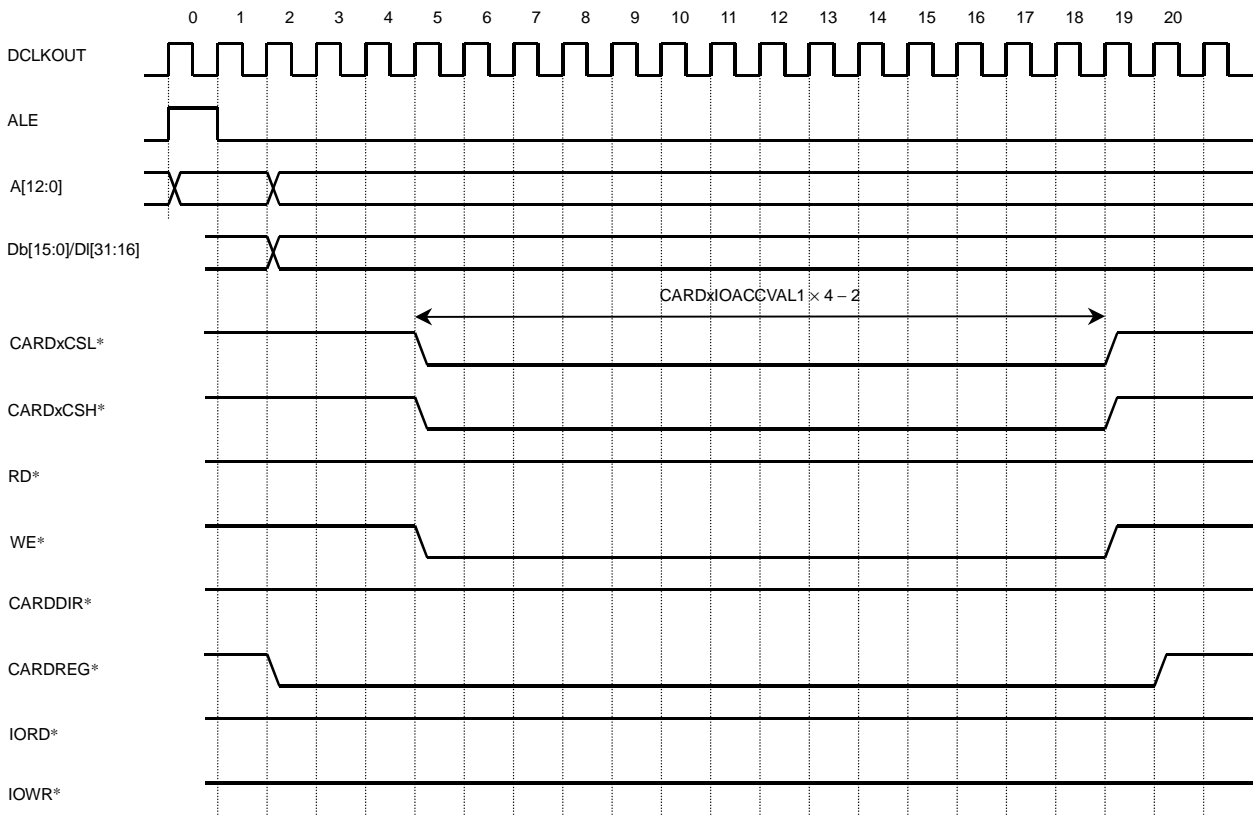 0 1 2 3 4 5 6 7 8 9 10 11 12 13 14 15 16 17 18 19 20
DCLKOUT
ALE
A[12:0]
Db[15:0]/Dl[31:16]
CARDxIOACCVAL1 × 4 – 2
CARDxCSL*
CARDxCSH*
RD*
WE*
CARDDIR*
CARDREG*
IORD*
IOWR*